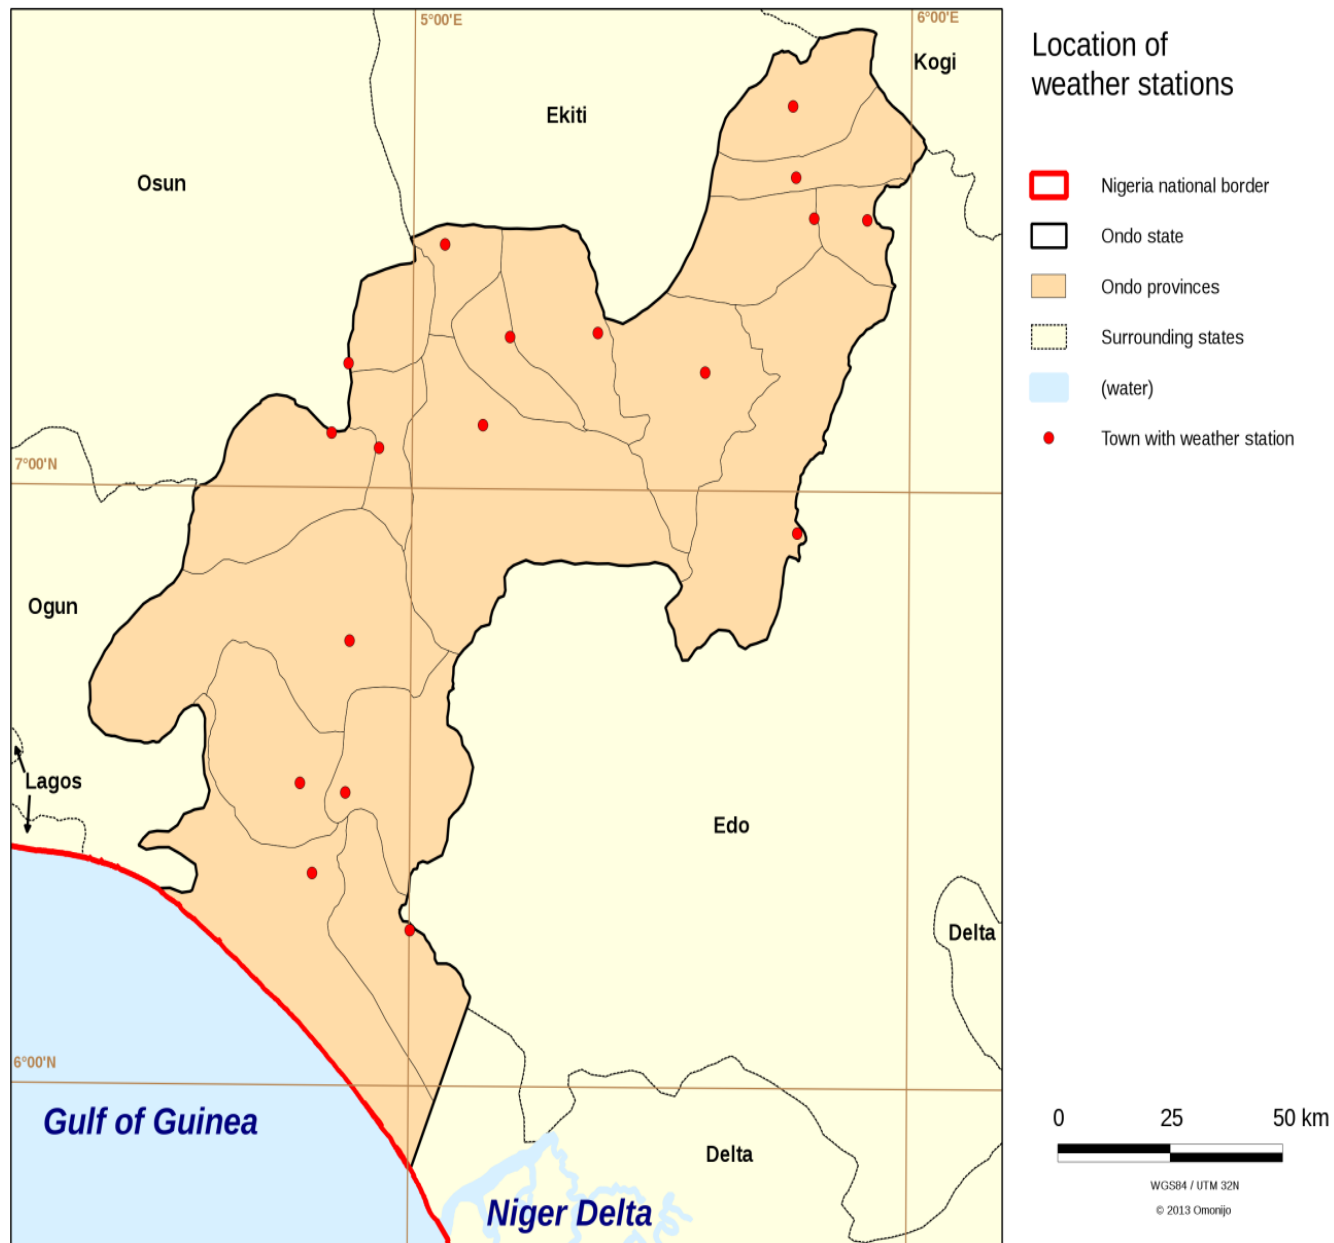 5°00'E
6°00'E
Kogi
Ekiti
Osun
7°00'N
Ogun
Lagos
Edo
Delta
6°00'N
Gulf of Guinea
Delta
Niger Delta
Location of
weather stations
Nigeria national border
Ondo state
Ondo provinces
Surrounding states
(water)
Town with weather station
0 25 50 km
WGS84 / UTM 32N
© 2013 Omonijo